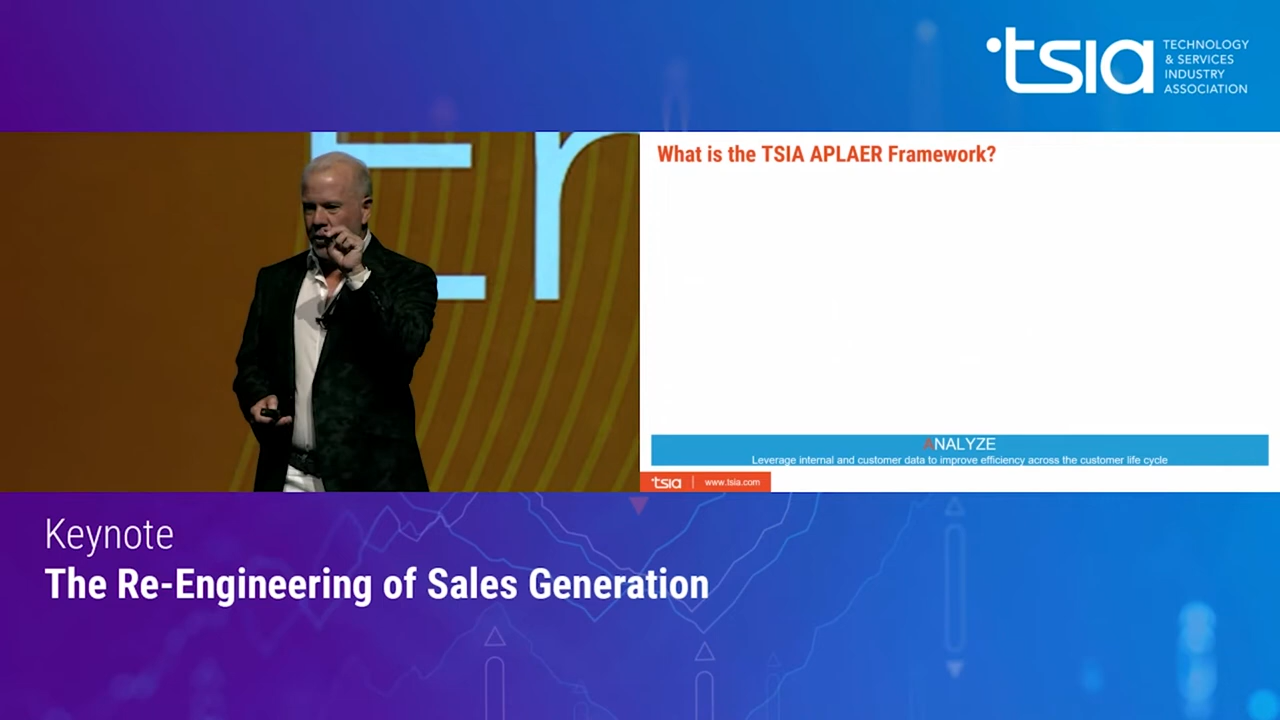 tsia
TECHNOLOGY
& SERVICES
INDUSTRY
ASSOCIATION
En
What is the TSIA APLAER Framework?
ANALYZE
Leverage internal and customer data to improve efficiency across the customer life cycle
tsia | www.tsia.com
Keynote
The Re-Engineering of Sales Generation